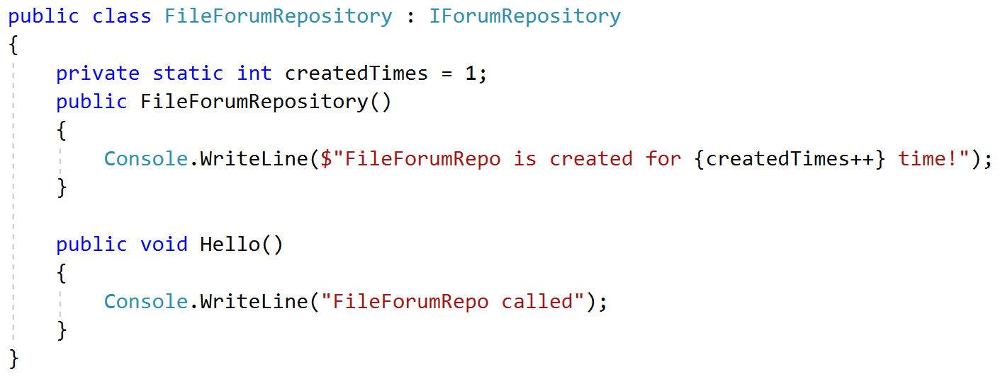 public class FileForumRepository : IForumRepository
{
    private static int createdTimes = 1;
    public FileForumRepository()
    {
        Console.WriteLine($"FileForumRepo is created for {createdTimes++} time!");
    }

    public void Hello()
    {
        Console.WriteLine("FileForumRepo called");
    }
}